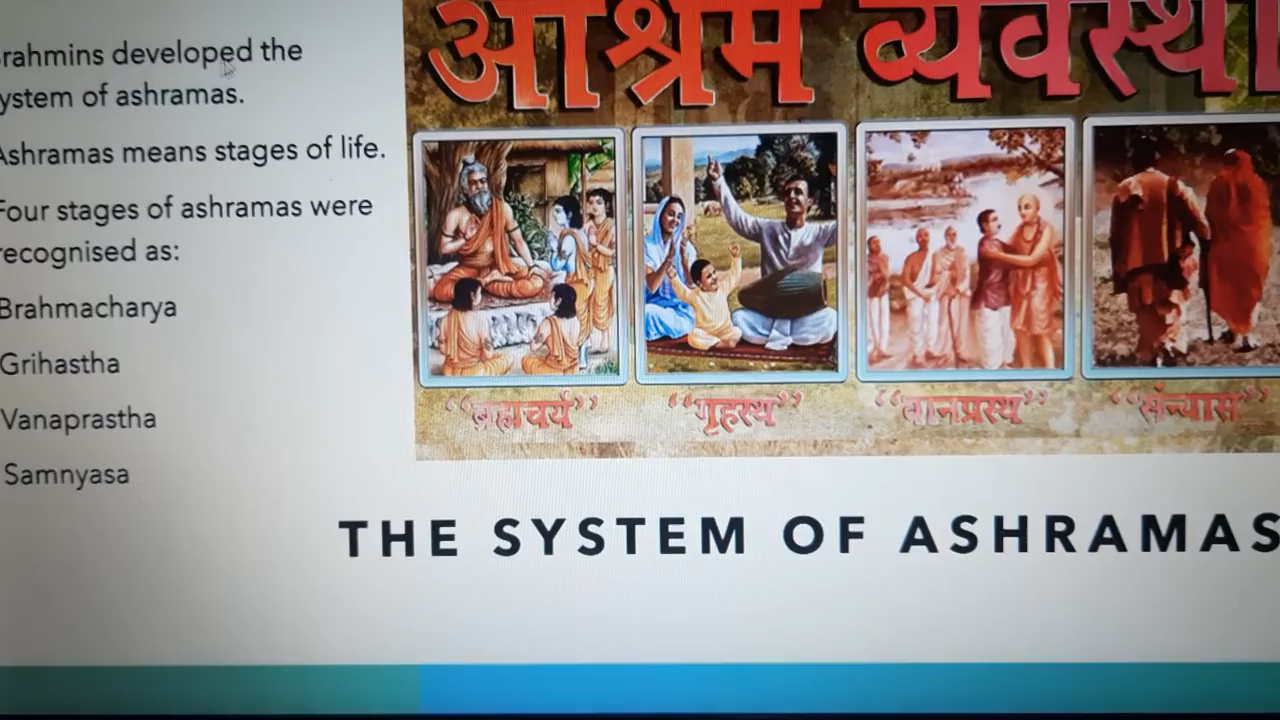 rahmins developed the
ystem of ashramas.
Ashramas means stages of life.
Four stages of ashramas were
recognised as:
Brahmacharya
Grihastha
Vanaprastha
Samnyasa
आश्रम व्यवस्था
“ब्रह्मचर्य” “गृहस्थ” “वानप्रस्थ” “संन्यास”
THE SYSTEM OF ASHRAMAS